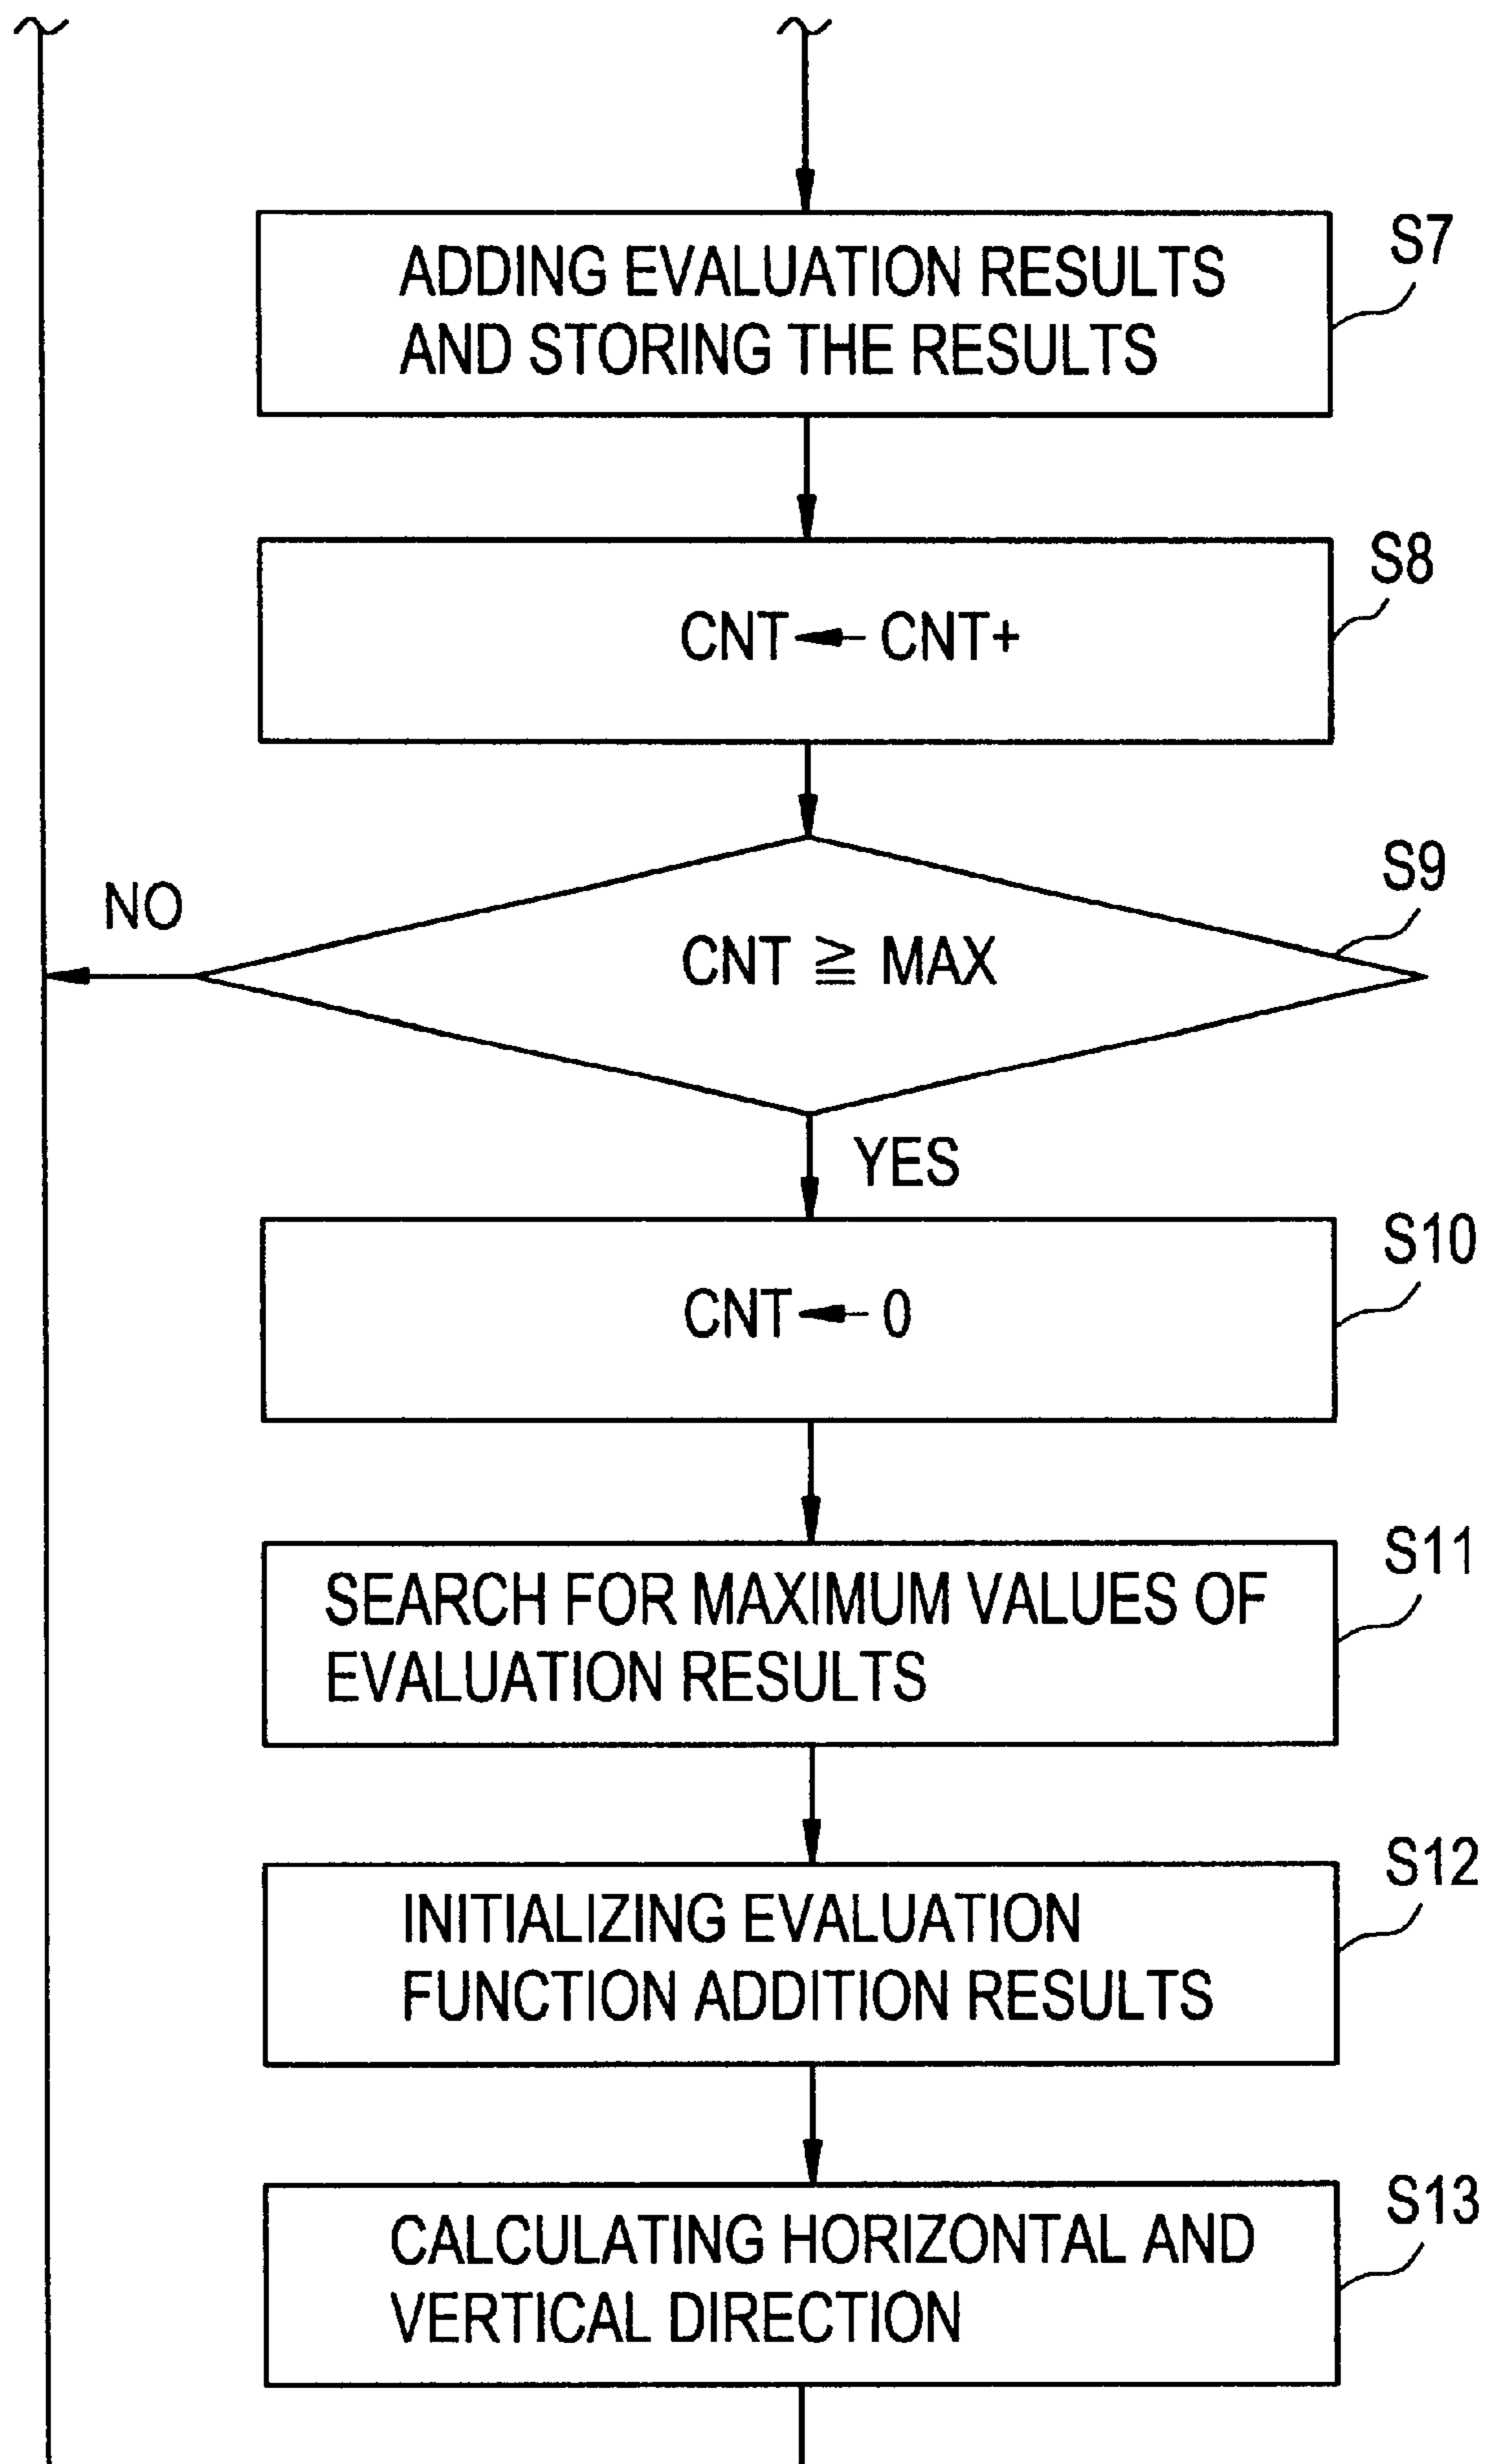 ADDING EVALUATION RESULTS
AND STORING THE RESULTS
S7
CNT ← CNT+
S8
CNT ≧ MAX
S9
NO
YES
CNT ← 0
S10
SEARCH FOR MAXIMUM VALUES OF
EVALUATION RESULTS
S11
INITIALIZING EVALUATION
FUNCTION ADDITION RESULTS
S12
CALCULATING HORIZONTAL AND
VERTICAL DIRECTION
S13